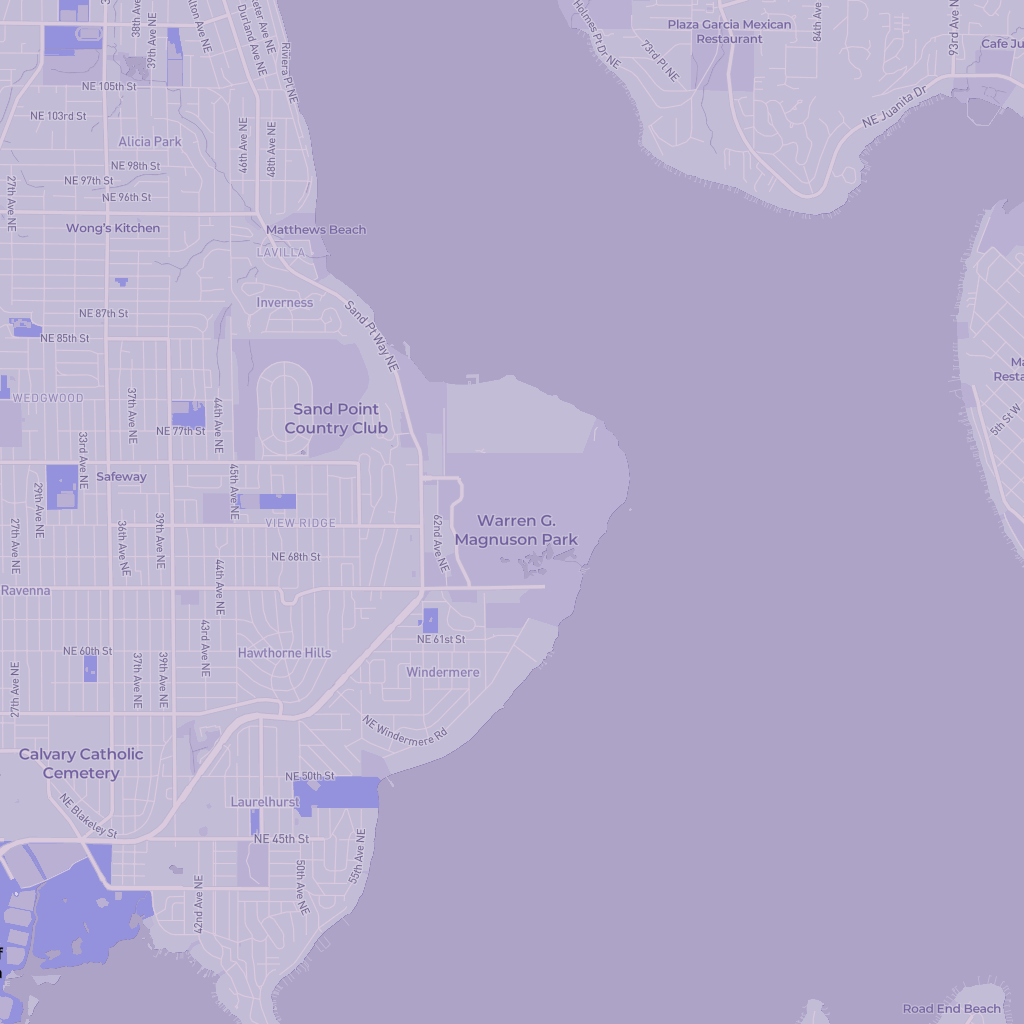 38th Ave NE
39th Ave NE
Durland Ave NE
Riviera Pl NE
NE 105th St
NE 103rd St
Alicia Park
46th Ave NE
48th Ave NE
NE 98th St
NE 97th St
NE 96th St
27th Ave NE
Wong's Kitchen
Matthews Beach
LAVILLA
Inverness
NE 87th St
NE 85th St
Sand Pt Way NE
Holmes Pt Dr NE
73rd Pl NE
Plaza Garcia Mexican
Restaurant
84th Ave
93rd Ave N
Cafe Ju
NE Juanita Dr
WEDGWOOD
37th Ave NE
44th Ave NE
Sand Point
Country Club
NE 77th St
33rd Ave NE
Safeway
45th Ave NE
29th Ave NE
27th Ave NE
36th Ave NE
39th Ave NE
VIEW RIDGE
62nd Ave NE
Warren G.
Magnuson Park
NE 68th St
44th Ave NE
Ravenna
5th St W
NE 60th St
43rd Ave NE
NE 61st St
Hawthorne Hills
Windermere
27th Ave NE
37th Ave NE
39th Ave NE
NE Windermere Rd
Calvary Catholic
Cemetery
NE 50th St
Laurelhurst
NE Blakeley St
NE 45th St
50th Ave NE
55th Ave NE
42nd Ave NE
Road End Beach